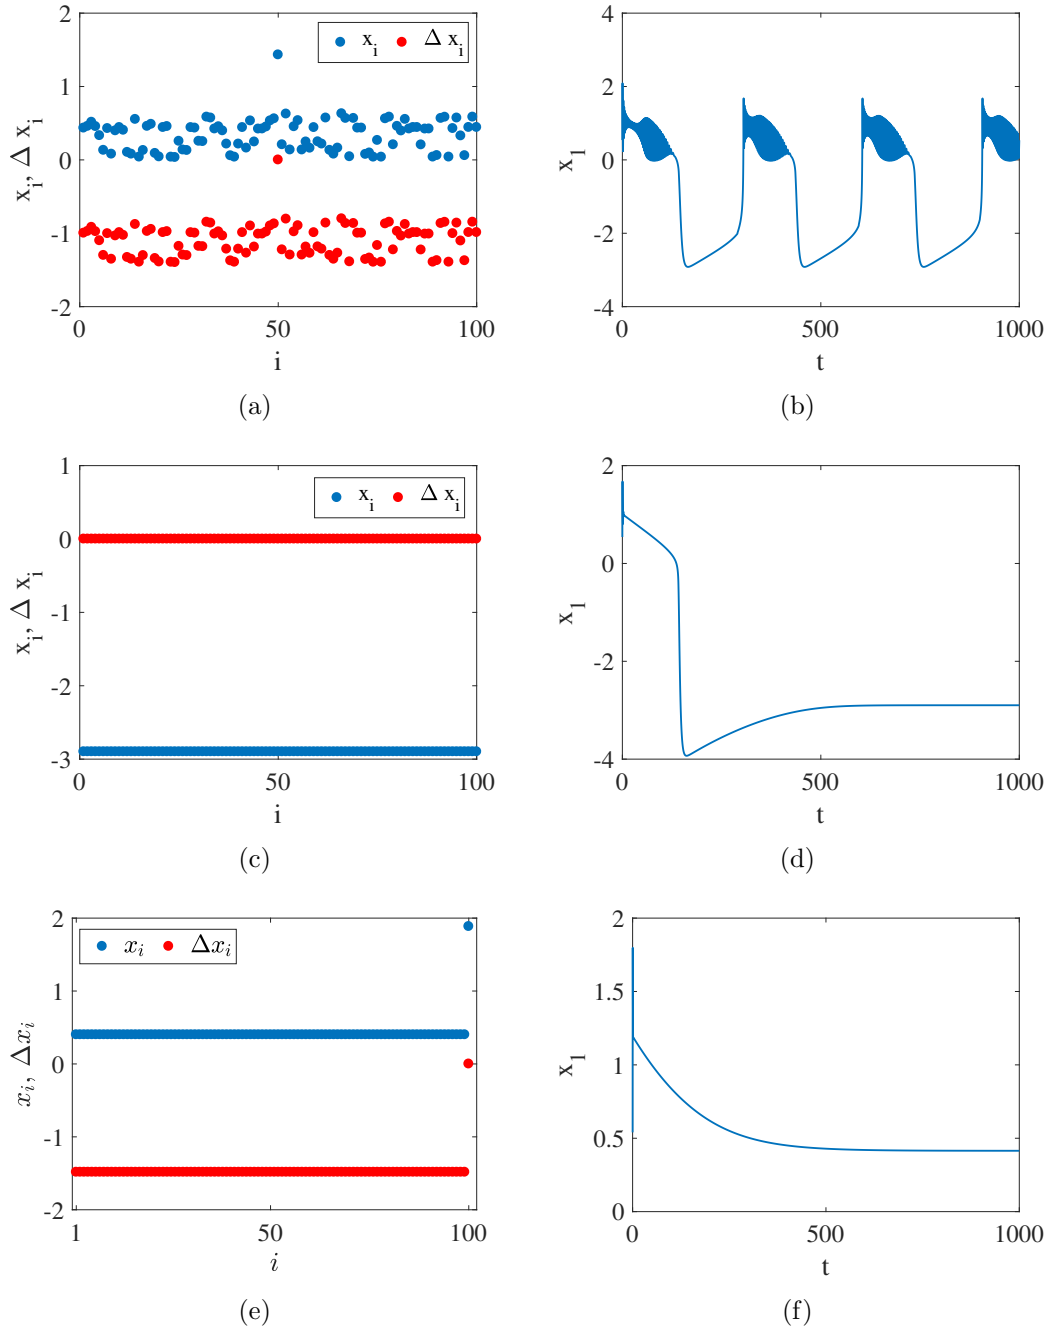 2
1
0
-1
-2
x_i, Δ x_i
x_i Δ x_i
0 50 100
i
(a)
4
2
0
-2
-4
x_1
0 500 1000
t
(b)
1
0
-1
-2
-3
x_i, Δ x_i
x_i Δ x_i
0 50 100
i
(c)
2
0
-2
-4
x_1
0 500 1000
t
(d)
2
1
0
-1
-2
x_i, Δx_i
x_i Δx_i
1 50 100
i
(e)
2
1.5
1
0.5
0
x_1
0 500 1000
t
(f)